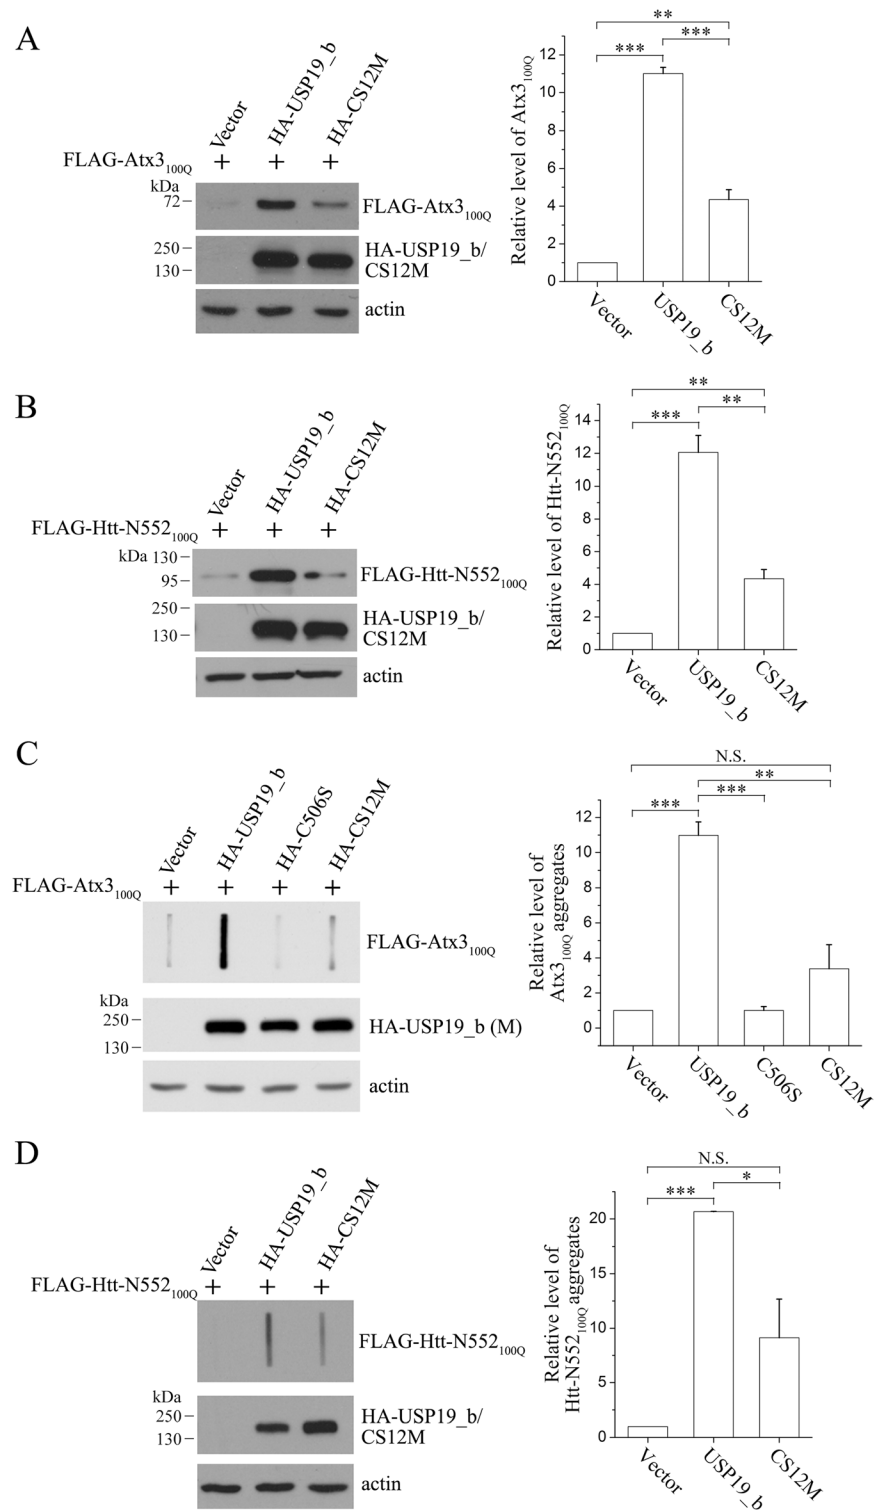 A
Vector
HA-USP19_b
HA-CS12M
FLAG-Atx3100Q
+ + +
kDa
72
FLAG-Atx3100Q
250
130
HA-USP19_b/
CS12M
actin
Relative level of Atx3100Q
**
***
***
12
10
8
6
4
2
0
Vector
USP19_b
CS12M
B
Vector
HA-USP19_b
HA-CS12M
FLAG-Htt-N552100Q
+ + +
kDa 130
95
FLAG-Htt-N552100Q
250
130
HA-USP19_b/
CS12M
actin
Relative level of Htt-N552100Q
**
**
***
14
12
10
8
6
4
2
0
Vector
USP19_b
CS12M
C
Vector
HA-USP19_b
HA-C506S
HA-CS12M
FLAG-Atx3100Q
+ + + +
FLAG-Atx3100Q
kDa
250
130
HA-USP19_b (M)
actin
Relative level of
Atx3100Q aggregates
N.S.
**
***
***
12
10
8
6
4
2
0
Vector
USP19_b
C506S
CS12M
D
Vector
HA-USP19_b
HA-CS12M
FLAG-Htt-N552100Q
+ + +
FLAG-Htt-N552100Q
kDa
250
130
HA-USP19_b/
CS12M
actin
Relative level of
Htt-N552100Q aggregates
N.S.
*
***
20
15
10
5
0
Vector
USP19_b
CS12M